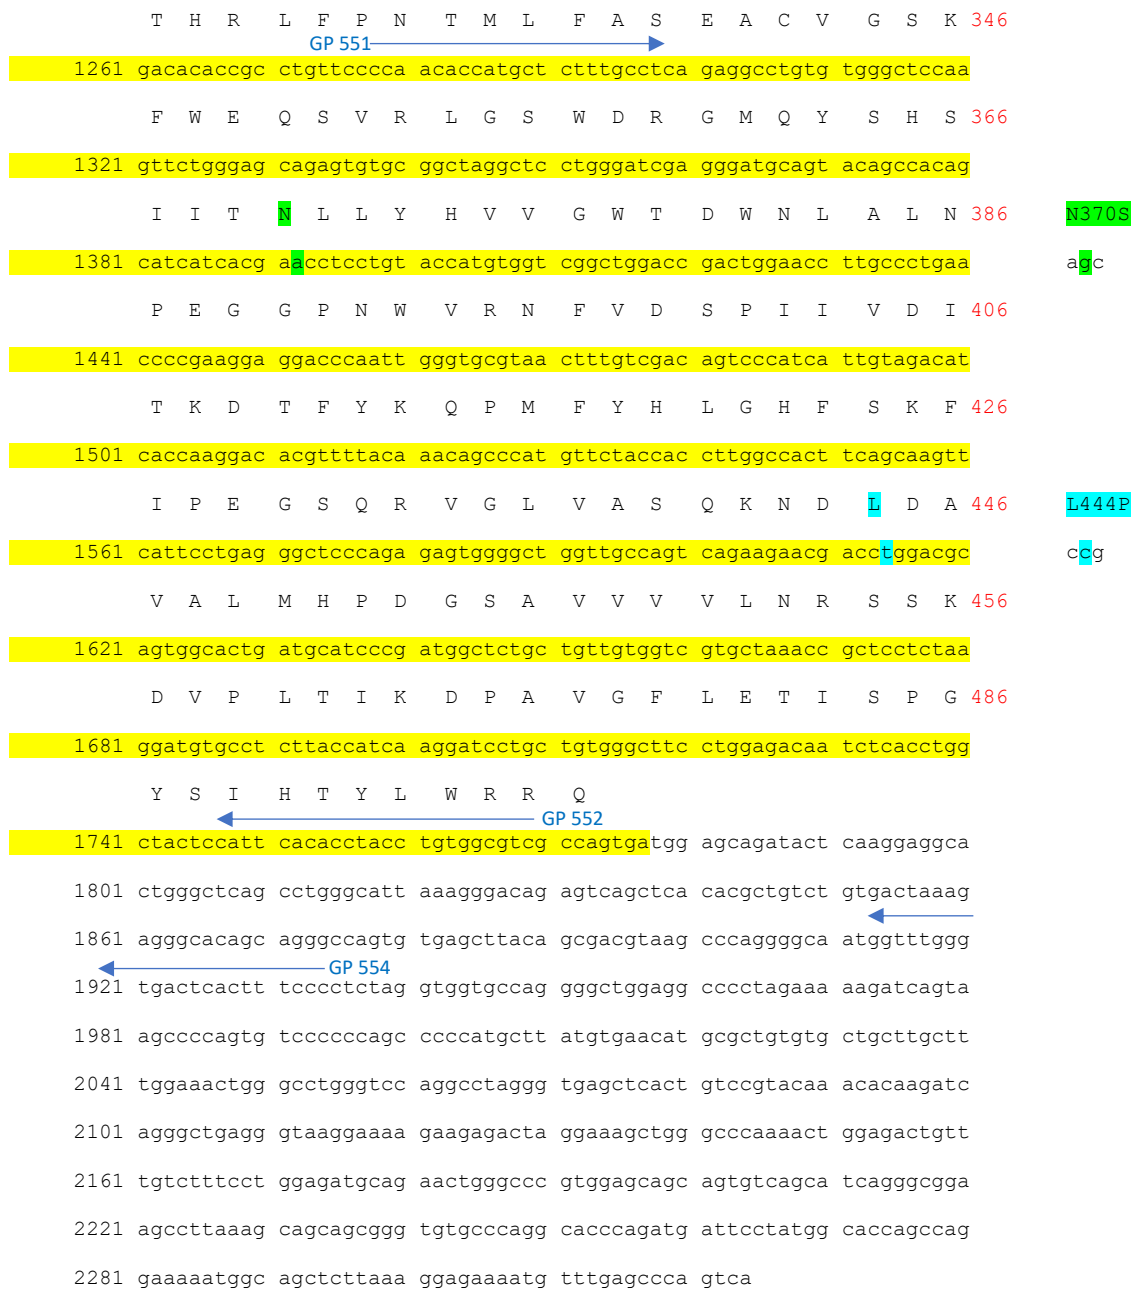 T H R L F P N T M L F A S E A C V G S K 346
GP 551
1261 gacacaccgc ctgttcccca acaccatgct ctttgcctca gaggcctgtg tgggctccaa
F W E Q S V R L G S W D R G M Q Y S H S 366
1321 gttctgggag cagagtgtgc ggctaggctc ctgggatcga gggatgcagt acagccacag
I I T N L L Y H V V G W T D W N L A L N 386 N370S
1381 catcatcacg aacctcctgt accatgtggt cggctggacc gactggaacc ttgccctgaa agc
P E G G P N W V R N F V D S P I I V D I 406
1441 ccccgaagga ggacccaatt gggtgcgtaa ctttgtcgac agtcccatca ttgtagacat
T K D T F Y K Q P M F Y H L G H F S K F 426
1501 caccaaggac acgttttaca aacagcccat gttctaccac cttggccact tcagcaagtt
I P E G S Q R V G L V A S Q K N D L D A 446 L444P
1561 cattcctgag ggctcccaga gagtggggct ggttgccagt cagaagaacg acctggacgc ccg
V A L M H P D G S A V V V V L N R S S K 456
1621 agtggcactg atgcatcccg atggctctgc tgttgtggtc gtgctaaacc gctcctctaa
D V P L T I K D P A V G F L E T I S P G 486
1681 ggatgtgcct cttaccatca aggatcctgc tgtgggcttc ctggagacaa tctcacctgg
Y S I H T Y L W R R Q
GP 552
1741 ctactccatt cacacctacc tgtggcgtcg ccagtgatgg agcagatact caaggaggca
1801 ctgggctcag cctgggcatt aaagggacag agtcagctca cacgctgtct gtgactaaag
1861 agggcacagc agggccagtg tgagcttaca gcgacgtaag cccaggggca atggtttggg
GP 554
1921 tgactcactt tcccctctag gtggtgccag gggctggagg cccctagaaa aagatcagta
1981 agccccagtg tccccccagc ccccatgctt atgtgaacat gcgctgtgtg ctgcttgctt
2041 tggaaactgg gcctgggtcc aggcctaggg tgagctcact gtccgtacaa acacaagatc
2101 agggctgagg gtaaggaaaa gaagagacta ggaaagctgg gcccaaaact ggagactgtt
2161 tgtctttcct ggagatgcag aactgggccc gtggagcagc agtgtcagca tcagggcgga
2221 agccttaaag cagcagcggg tgtgcccagg cacccagatg attcctatgg caccagccag
2281 gaaaaatggc agctcttaaa ggagaaaatg tttgagccca gtca